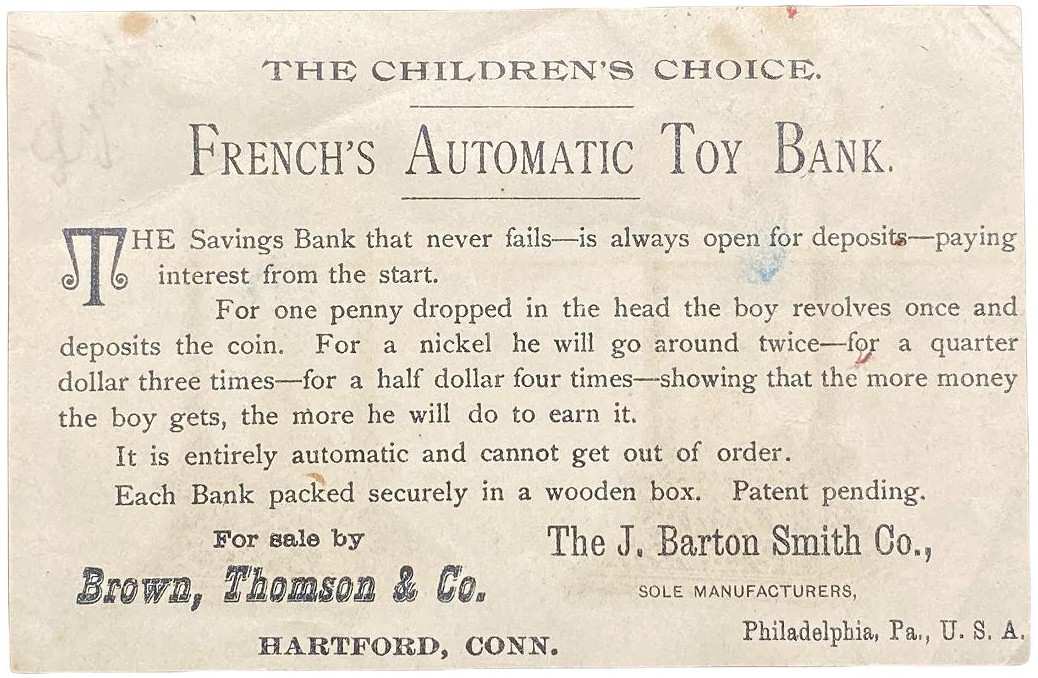 THE CHILDREN'S CHOICE.
FRENCH'S AUTOMATIC TOY BANK.
THE Savings Bank that never fails—is always open for deposits—paying
interest from the start.
For one penny dropped in the head the boy revolves once and
deposits the coin. For a nickel he will go around twice—for a quarter
dollar three times—for a half dollar four times—showing that the more money
the boy gets, the more he will do to earn it.
It is entirely automatic and cannot get out of order.
Each Bank packed securely in a wooden box. Patent pending.
For sale by
Brown, Thomson & Co.
HARTFORD, CONN.
The J. Barton Smith Co.,
SOLE MANUFACTURERS,
Philadelphia, Pa., U. S. A.